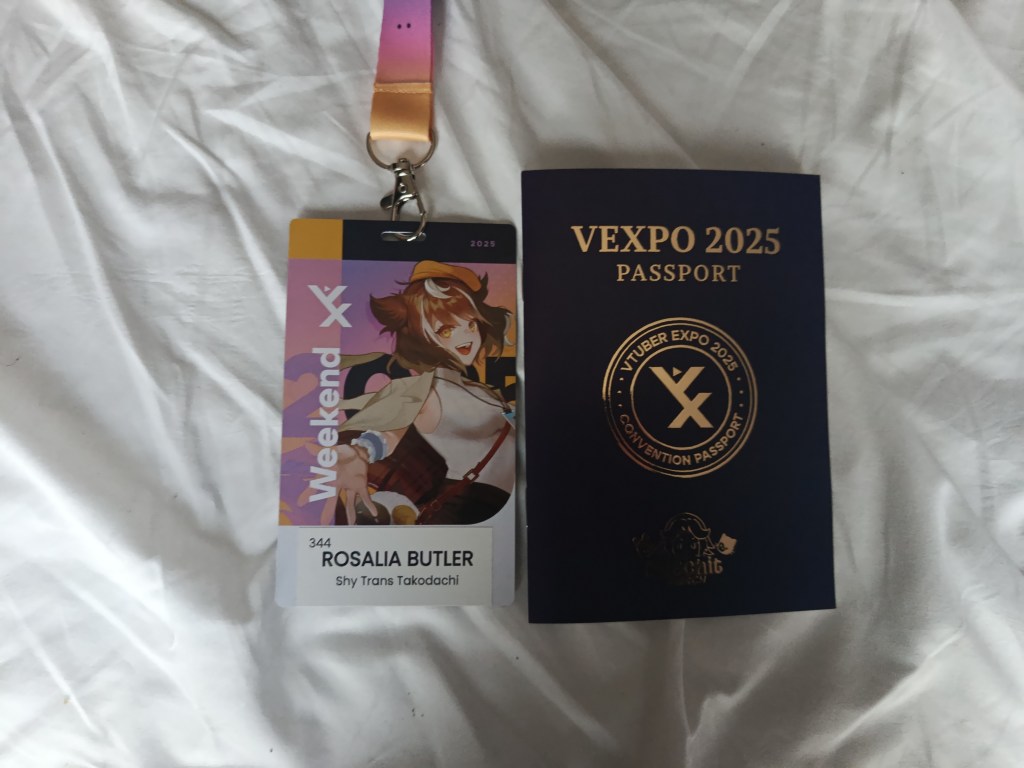 2025
Weekend
344
ROSALIA BUTLER
Shy Trans Takodachi
VEXPO 2025
PASSPORT
VTUBER EXPO 2025
CONVENTION PASSPORT